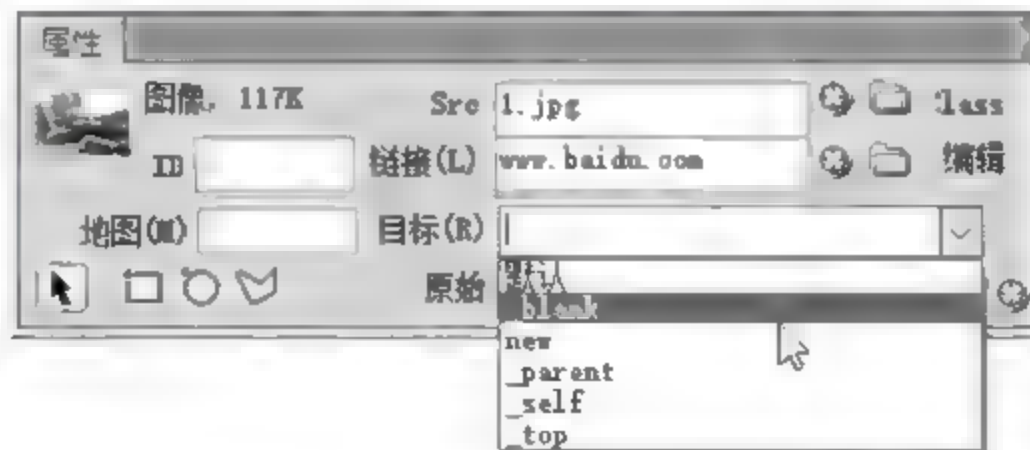 属性
图像, 117K Src 1.jpg Class
ID 链接(L) www.baidu.com 编辑
地图(M) 目标(R)
原始 默认
_blank
new
_parent
_self
_top